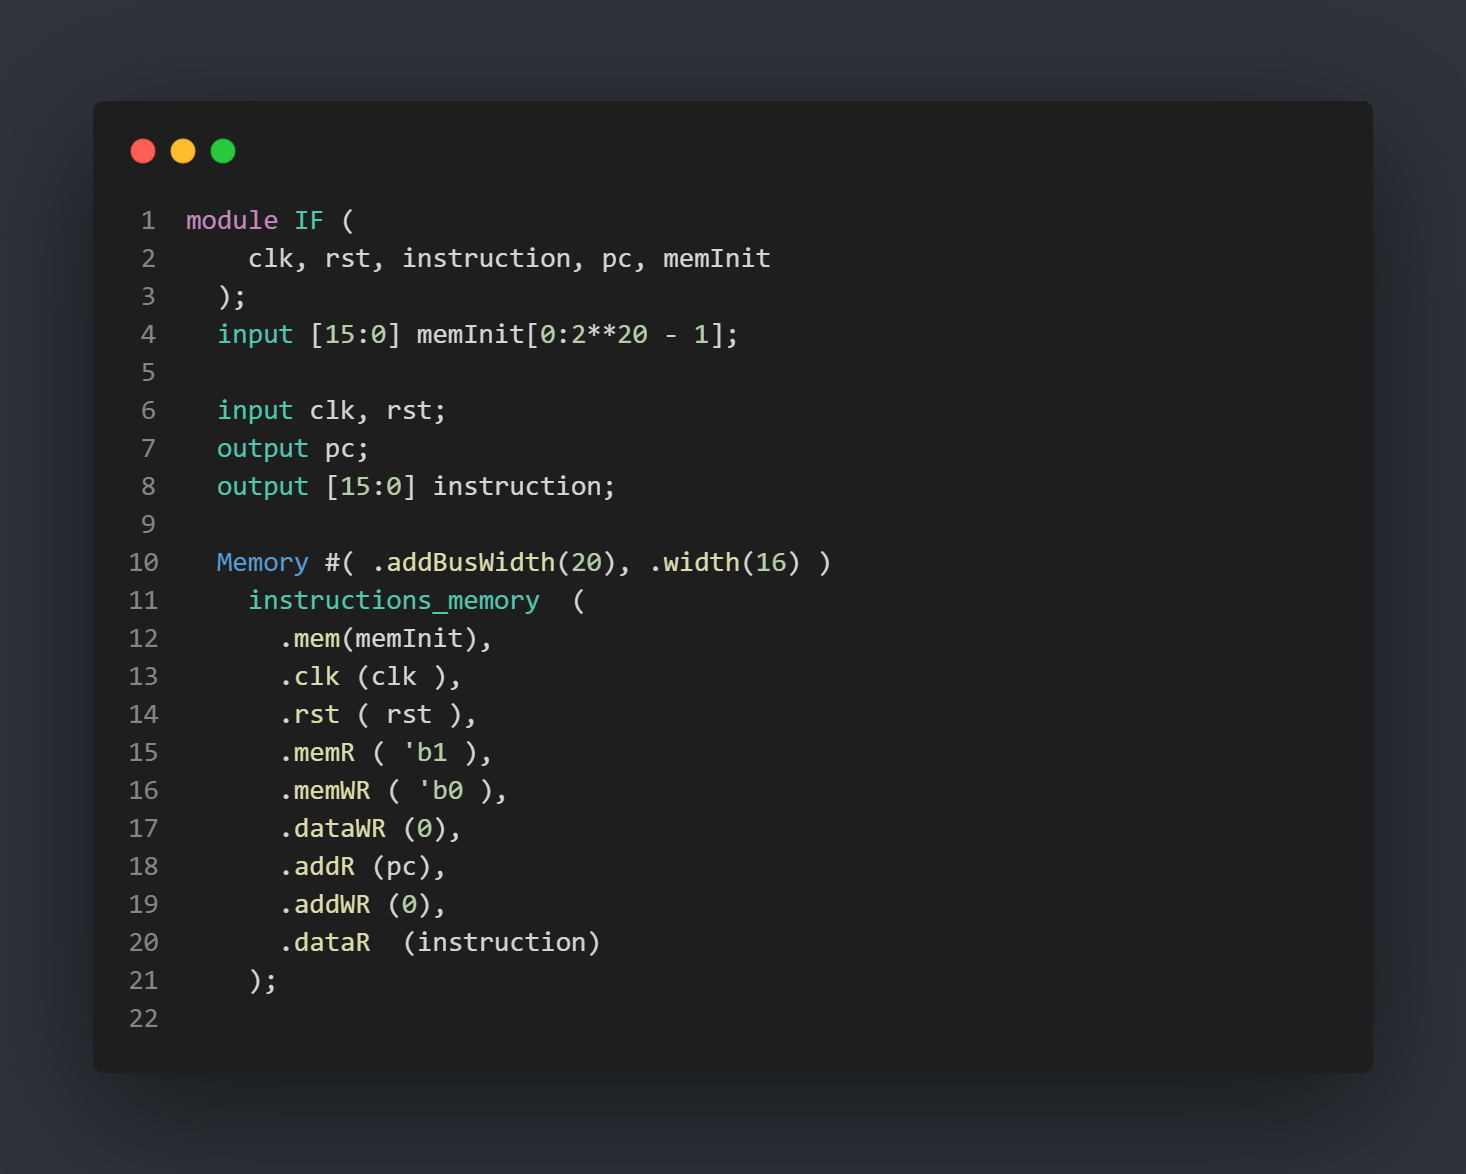 1 module IF (
2     clk, rst, instruction, pc, memInit
3   );
4   input [15:0] memInit[0:2**20 - 1];
5
6   input clk, rst;
7   output pc;
8   output [15:0] instruction;
9
10   Memory #( .addBusWidth(20), .width(16) )
11     instructions_memory  (
12       .mem(memInit),
13       .clk (clk ),
14       .rst ( rst ),
15       .memR ( 'b1 ),
16       .memWR ( 'b0 ),
17       .dataWR (0),
18       .addR (pc),
19       .addWR (0),
20       .dataR  (instruction)
21     );
22